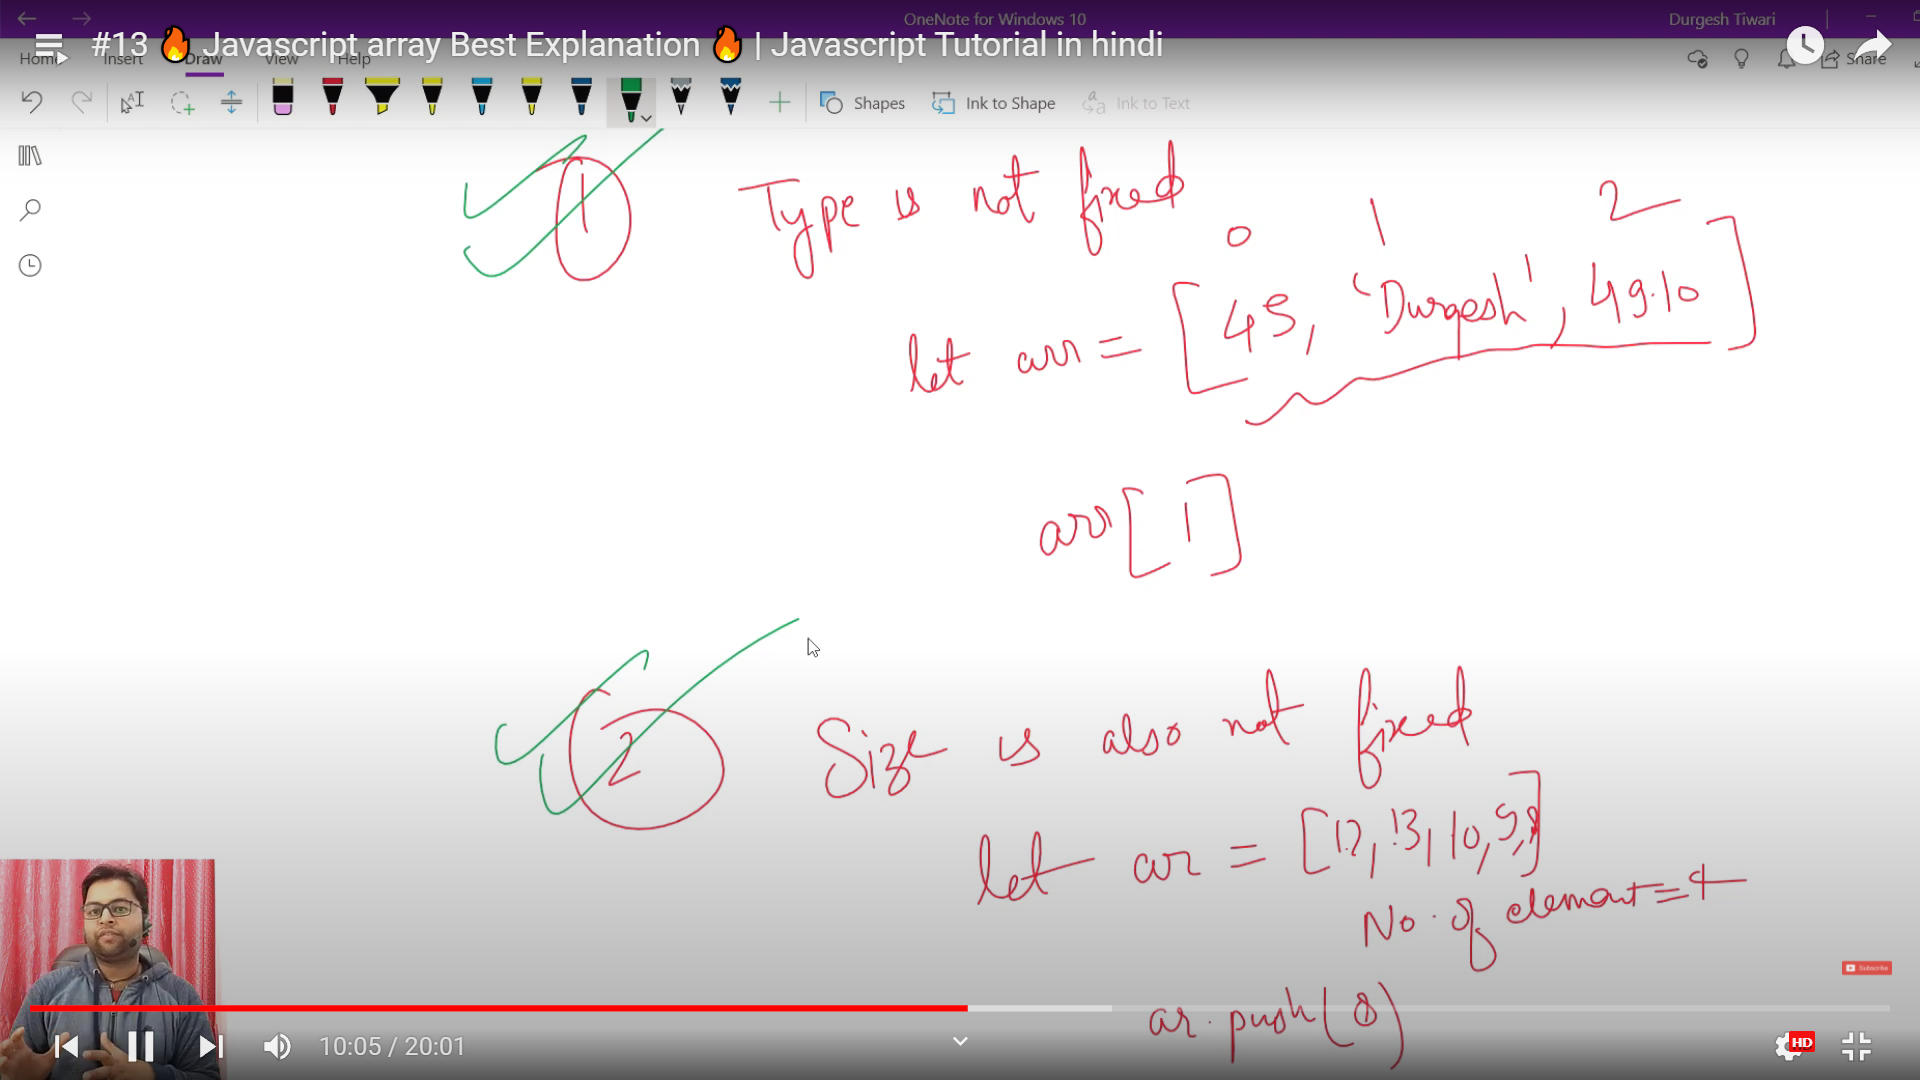 OneNote for Windows 10
Durgesh Tiwari
#13 🔥 Javascript array Best Explanation 🔥 | Javascript Tutorial in hindi
Home Insert Draw View Help
Share
Shapes
Ink to Shape
Ink to Text
1 Type is not fixed
0 1 2
let arr = [45, 'Durgesh', 49.10]
arr[1]
2 Size is also not fixed
let ar = [12, 13, 10, 5, 8]
No. of element = 4
Subscribe
ar.push(8)
10:05 / 20:01
HD